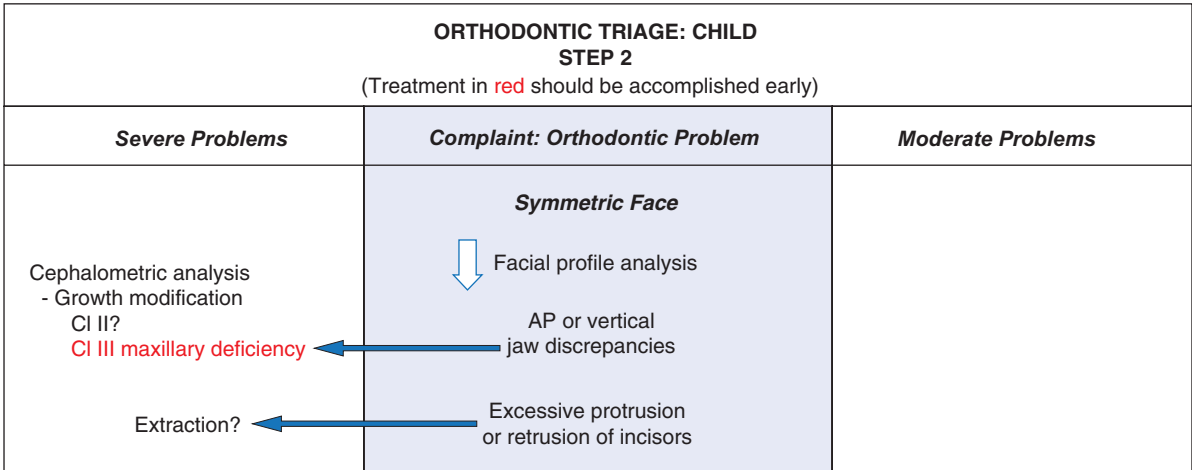 ORTHODONTIC TRIAGE: CHILD
STEP 2
(Treatment in red should be accomplished early)
Severe Problems
Complaint: Orthodontic Problem
Moderate Problems
Symmetric Face
Facial profile analysis
Cephalometric analysis
- Growth modification
Cl II?
Cl III maxillary deficiency
AP or vertical
jaw discrepancies
Extraction?
Excessive protrusion
or retrusion of incisors